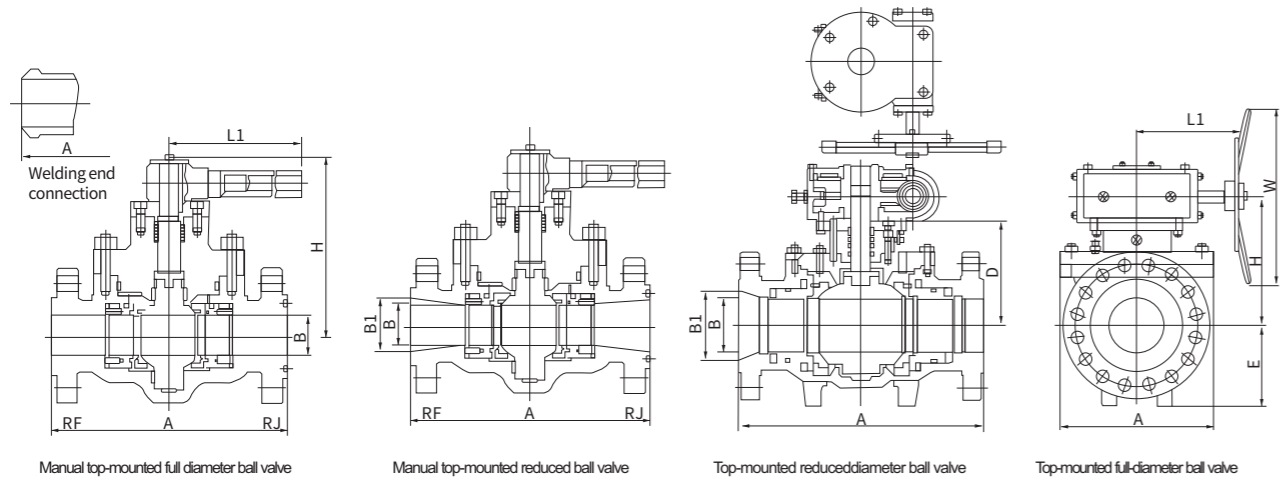 A
Welding end
connection
L1
H
B
RF
A
RJ
B1
B
RF
A
RJ
B1
B
D
A
L1
W
H
E
A
Manual top-mounted full diameter ball valve
Manual top-mounted reduced ball valve
Top-mounted reduceddiameter ball valve
Top-mounted full-diameter ball valve